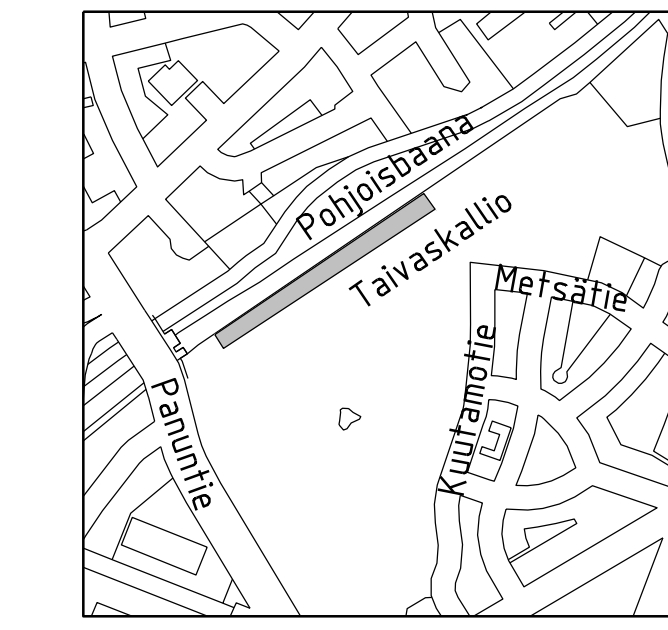 Pohjoisbaana
Taivaskallio
Metsätie
Kuutamotie
Panuntie